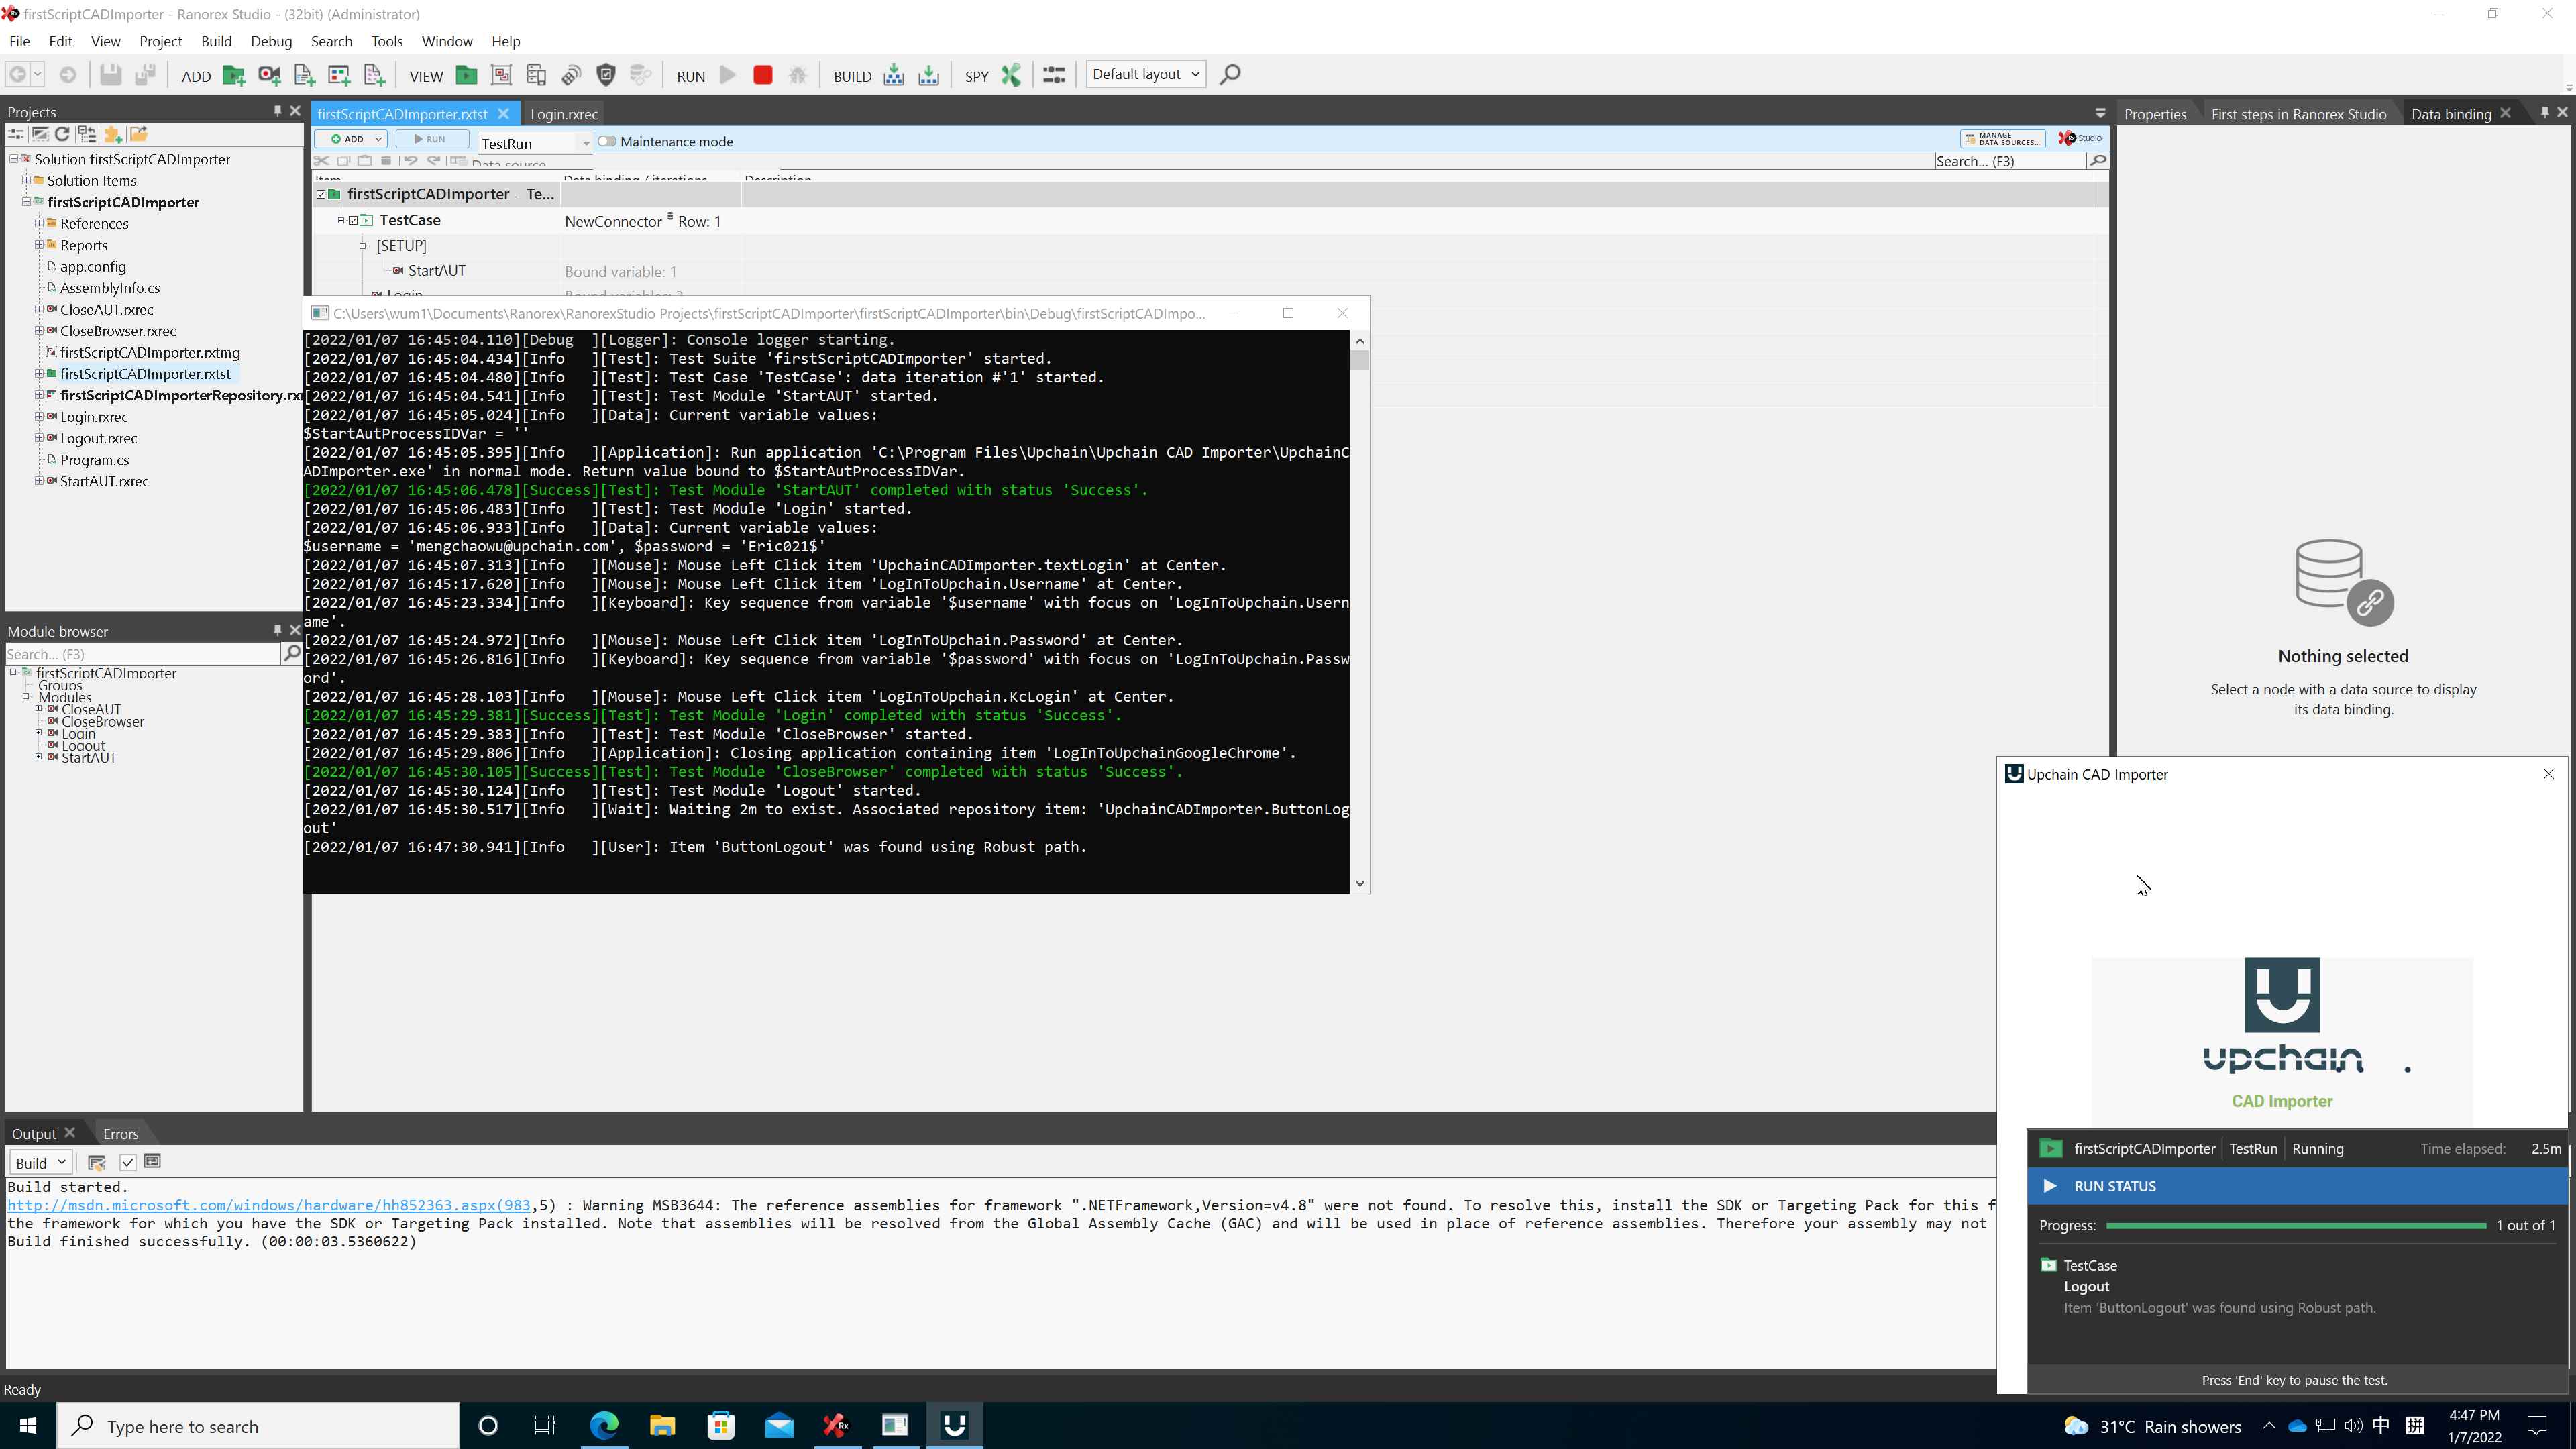 firstScriptCADImporter - Ranorex Studio - (32bit) (Administrator)
File Edit View Project Build Debug Search Tools Window Help
ADD VIEW RUN BUILD SPY Default layout
Projects
Solution firstScriptCADImporter
Solution Items
firstScriptCADImporter
References
Reports
app.config
AssemblyInfo.cs
CloseAUT.rxrec
CloseBrowser.rxrec
firstScriptCADImporter.rxtmg
firstScriptCADImporter.rxtst
firstScriptCADImporterRepository.rx
Login.rxrec
Logout.rxrec
Program.cs
StartAUT.rxrec
Module browser
Search... (F3)
firstScriptCADImporter
Groups
Modules
CloseAUT
CloseBrowser
Login
Logout
StartAUT
firstScriptCADImporter.rxtst Login.rxrec
ADD RUN TestRun Maintenance mode MANAGE DATA SOURCES... Studio
Data source
Search... (F3)
Item Data binding / iterations Description
firstScriptCADImporter - Te...
TestCase NewConnector Row: 1
[SETUP]
StartAUT Bound variable: 1
Login Bound variables: 2
C:\Users\wum1\Documents\Ranorex\RanorexStudio Projects\firstScriptCADImporter\firstScriptCADImporter\bin\Debug\firstScriptCADImpo...
[2022/01/07 16:45:04.110][Debug  ][Logger]: Console logger starting.
[2022/01/07 16:45:04.434][Info   ][Test]: Test Suite 'firstScriptCADImporter' started.
[2022/01/07 16:45:04.480][Info   ][Test]: Test Case 'TestCase': data iteration #'1' started.
[2022/01/07 16:45:04.541][Info   ][Test]: Test Module 'StartAUT' started.
[2022/01/07 16:45:05.024][Info   ][Data]: Current variable values:
$StartAutProcessIDVar = ''
[2022/01/07 16:45:05.395][Info   ][Application]: Run application 'C:\Program Files\Upchain\Upchain CAD Importer\UpchainC
ADImporter.exe' in normal mode. Return value bound to $StartAutProcessIDVar.
[2022/01/07 16:45:06.478][Success][Test]: Test Module 'StartAUT' completed with status 'Success'.
[2022/01/07 16:45:06.483][Info   ][Test]: Test Module 'Login' started.
[2022/01/07 16:45:06.933][Info   ][Data]: Current variable values:
$username = 'mengchaowu@upchain.com', $password = 'Eric021$'
[2022/01/07 16:45:07.313][Info   ][Mouse]: Mouse Left Click item 'UpchainCADImporter.textLogin' at Center.
[2022/01/07 16:45:17.620][Info   ][Mouse]: Mouse Left Click item 'LogInToUpchain.Username' at Center.
[2022/01/07 16:45:23.334][Info   ][Keyboard]: Key sequence from variable '$username' with focus on 'LogInToUpchain.Usern
ame'.
[2022/01/07 16:45:24.972][Info   ][Mouse]: Mouse Left Click item 'LogInToUpchain.Password' at Center.
[2022/01/07 16:45:26.816][Info   ][Keyboard]: Key sequence from variable '$password' with focus on 'LogInToUpchain.Passw
ord'.
[2022/01/07 16:45:28.103][Info   ][Mouse]: Mouse Left Click item 'LogInToUpchain.KcLogin' at Center.
[2022/01/07 16:45:29.381][Success][Test]: Test Module 'Login' completed with status 'Success'.
[2022/01/07 16:45:29.383][Info   ][Test]: Test Module 'CloseBrowser' started.
[2022/01/07 16:45:29.806][Info   ][Application]: Closing application containing item 'LogInToUpchainGoogleChrome'.
[2022/01/07 16:45:30.105][Success][Test]: Test Module 'CloseBrowser' completed with status 'Success'.
[2022/01/07 16:45:30.124][Info   ][Test]: Test Module 'Logout' started.
[2022/01/07 16:45:30.517][Info   ][Wait]: Waiting 2m to exist. Associated repository item: 'UpchainCADImporter.ButtonLog
out'
[2022/01/07 16:47:30.941][Info   ][User]: Item 'ButtonLogout' was found using Robust path.
Properties First steps in Ranorex Studio Data binding
Nothing selected
Select a node with a data source to display
its data binding.
Upchain CAD Importer
upchain
CAD Importer
firstScriptCADImporter TestRun Running Time elapsed: 2.5m
RUN STATUS
Progress: 1 out of 1
TestCase
Logout
Item 'ButtonLogout' was found using Robust path.
Press 'End' key to pause the test.
Output Errors
Build
Build started.
http://msdn.microsoft.com/windows/hardware/hh852363.aspx(983,5) : Warning MSB3644: The reference assemblies for framework ".NETFramework,Version=v4.8" were not found. To resolve this, install the SDK or Targeting Pack for this f
the framework for which you have the SDK or Targeting Pack installed. Note that assemblies will be resolved from the Global Assembly Cache (GAC) and will be used in place of reference assemblies. Therefore your assembly may not
Build finished successfully. (00:00:03.5360622)
Ready
Type here to search
31°C Rain showers
中
拼
4:47 PM
1/7/2022